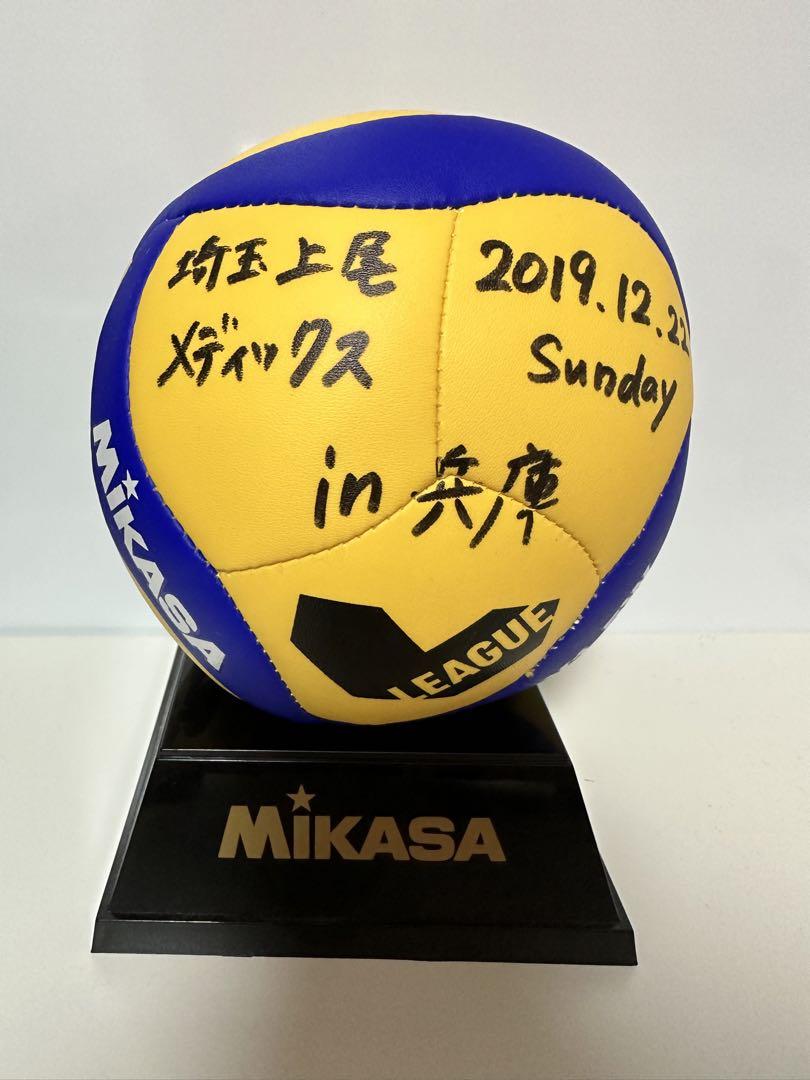 埼玉上尾
メディックス
2019.12.22
Sunday
in 兵庫
MIKASA
V LEAGUE
MIKASA